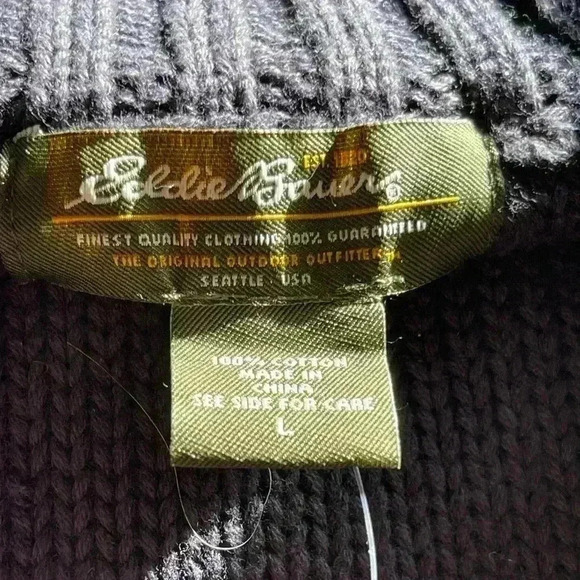 EST. 1920
Eddie Bauer
FINEST QUALITY CLOTHING 100% GUARANTEED
THE ORIGINAL OUTDOOR OUTFITTER
SEATTLE · USA
100% COTTON
MADE IN
CHINA
SEE SIDE FOR CARE
L